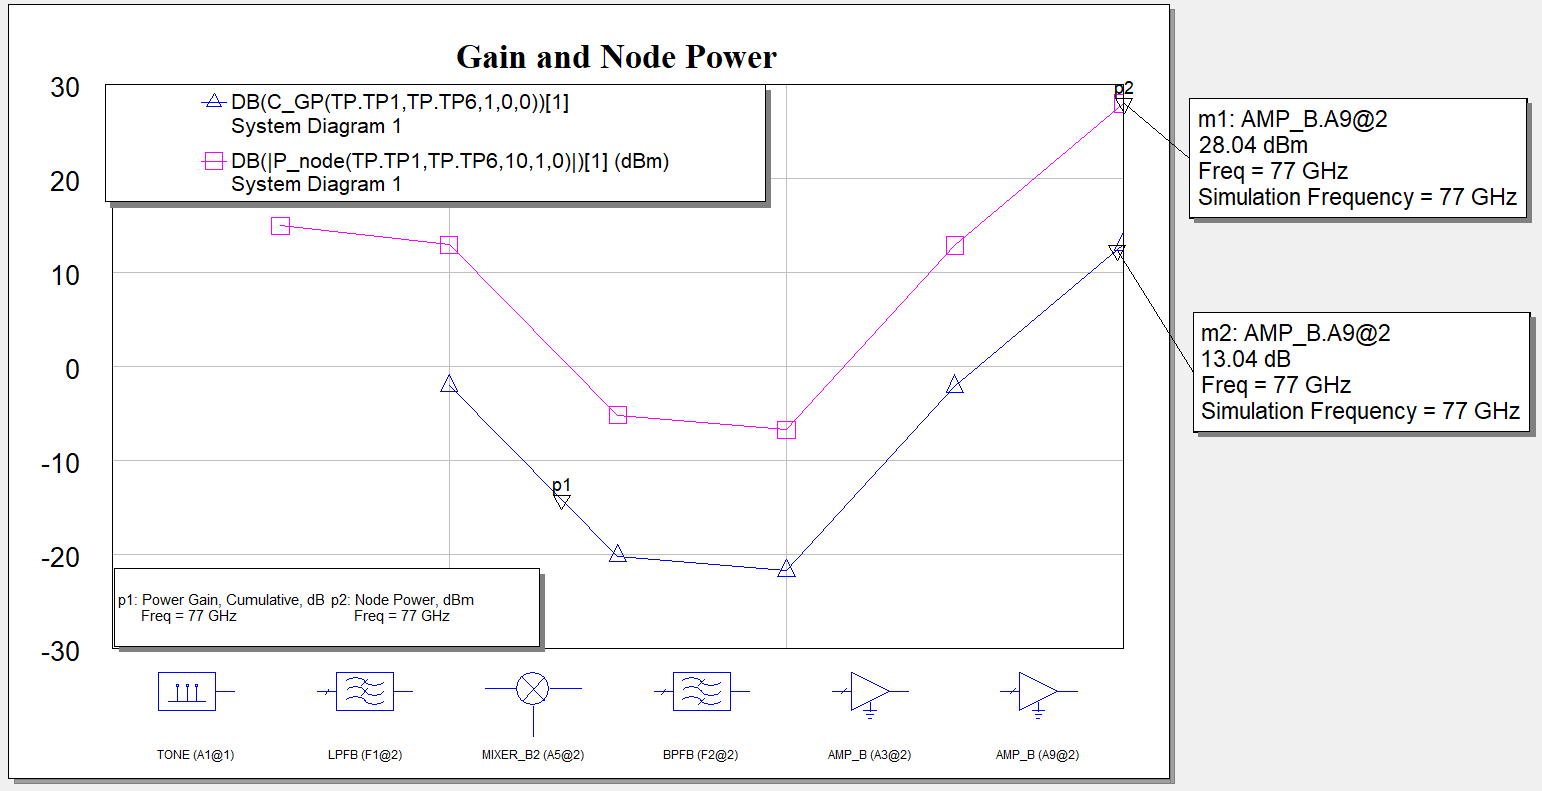 Gain and Node Power
30
20
10
0
-10
-20
-30
DB(C_GP(TP.TP1,TP.TP6,1,0,0))[1]
System Diagram 1
DB(|P_node(TP.TP1,TP.TP6,10,1,0)|)[1] (dBm)
System Diagram 1
p2
m1: AMP_B.A9@2
28.04 dBm
Freq = 77 GHz
Simulation Frequency = 77 GHz
m2: AMP_B.A9@2
13.04 dB
Freq = 77 GHz
Simulation Frequency = 77 GHz
p1
p1: Power Gain, Cumulative, dB p2: Node Power, dBm
Freq = 77 GHz Freq = 77 GHz
TONE (A1@1) LPFB (F1@2) MIXER_B2 (A5@2) BPFB (F2@2) AMP_B (A3@2) AMP_B (A9@2)